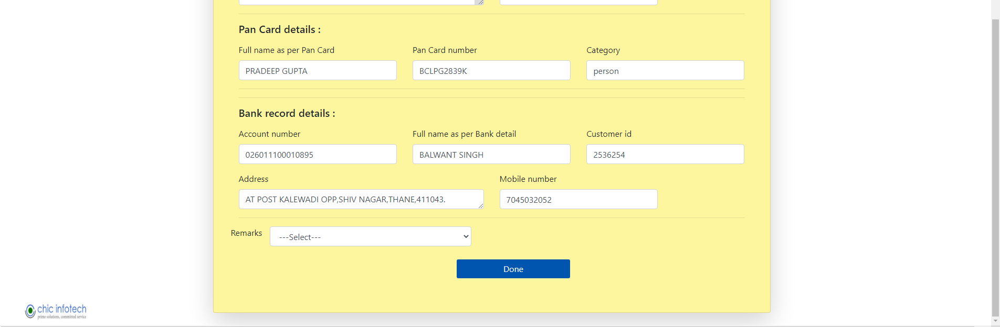 Pan Card details :
Full name as per Pan Card Pan Card number Category
PRADEEP GUPTA BCLPG2839K person
Bank record details :
Account number Full name as per Bank detail Customer id
026011100010895 BALWANT SINGH 2536254
Address Mobile number
AT POST KALEWADI OPP,SHIV NAGAR,THANE,411043. 7045032052
Remarks ---Select---
Done
chic infotech
prime solutions, committed service